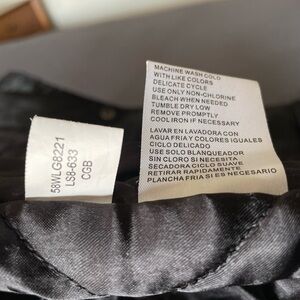 58WLG8221
LS8-633
CGB
MACHINE WASH COLD
WITH LIKE COLORS
DELICATE CYCLE
USE ONLY NON-CHLORINE
BLEACH WHEN NEEDED
TUMBLE DRY LOW
REMOVE PROMPTLY
COOL IRON IF NECESSARY
LAVAR EN LAVADORA CON
AGUA FRIA Y COLORES IGUALES
CICLO DELICADO
USE SOLO BLANQUEADOR
SIN CLORO SI NECESITA
SECADORA CICLO SUAVE
RETIRAR RAPIDAMENTE
PLANCHA FRIA SI ES NECESARIO